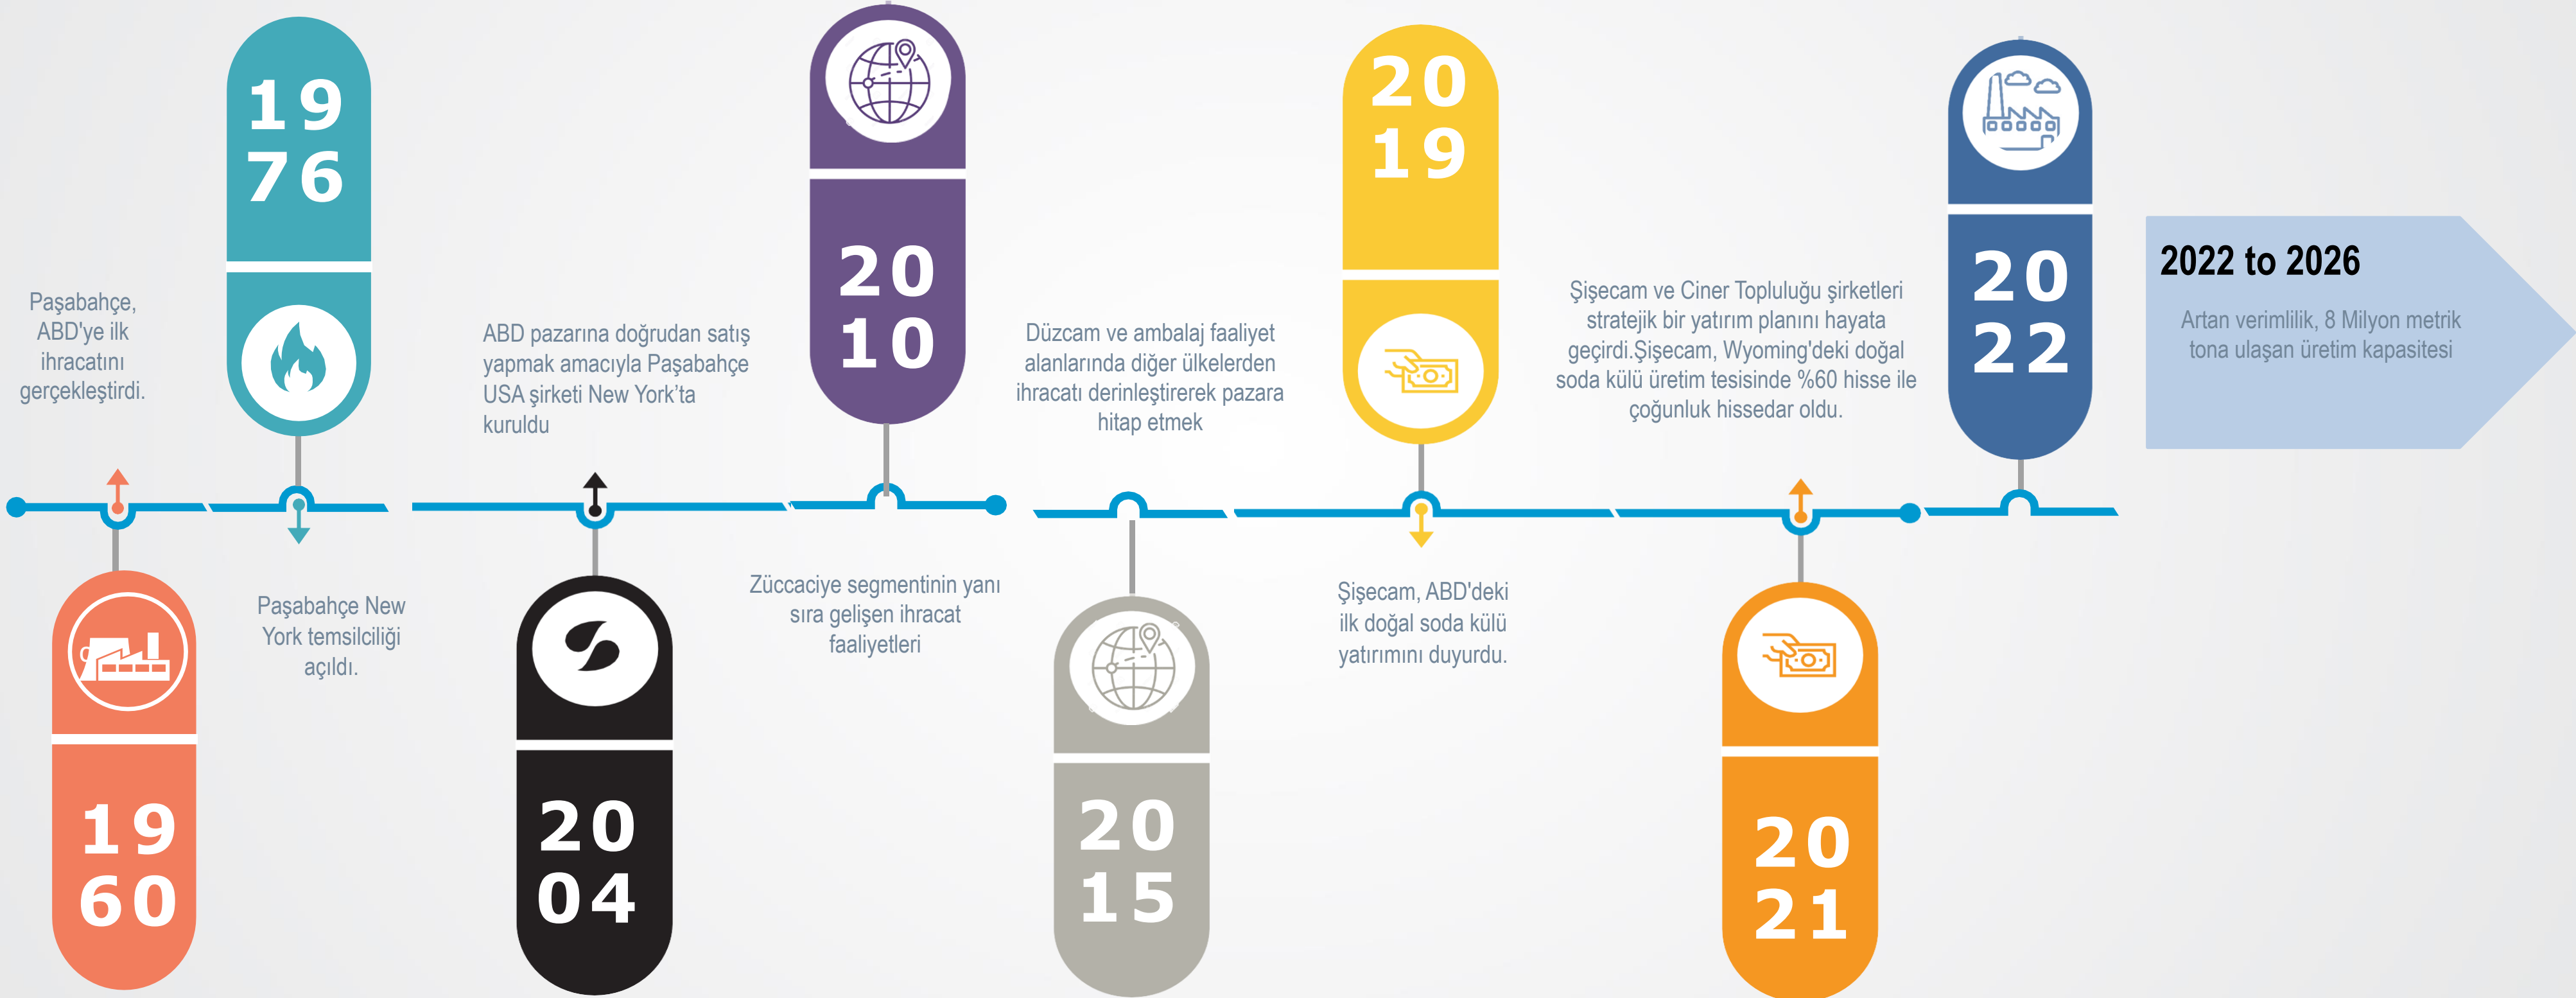 Paşabahçe,
ABD'ye ilk
ihracatını
gerçekleştirdi.
19
60
19
76
Paşabahçe New
York temsilciliği
açıldı.
ABD pazarına doğrudan satış
yapmak amacıyla Paşabahçe
USA şirketi New York’ta
kuruldu
20
04
20
10
Züccaciye segmentinin yanı
sıra gelişen ihracat
faaliyetleri
Düzcam ve ambalaj faaliyet
alanlarında diğer ülkelerden
ihracatı derinleştirerek pazara
hitap etmek
20
15
20
19
Şişecam, ABD'deki
ilk doğal soda külü
yatırımını duyurdu.
Şişecam ve Ciner Topluluğu şirketleri
stratejik bir yatırım planını hayata
geçirdi.Şişecam, Wyoming'deki doğal
soda külü üretim tesisinde %60 hisse ile
çoğunluk hissedar oldu.
20
21
20
22
2022 to 2026
Artan verimlilik, 8 Milyon metrik
tona ulaşan üretim kapasitesi